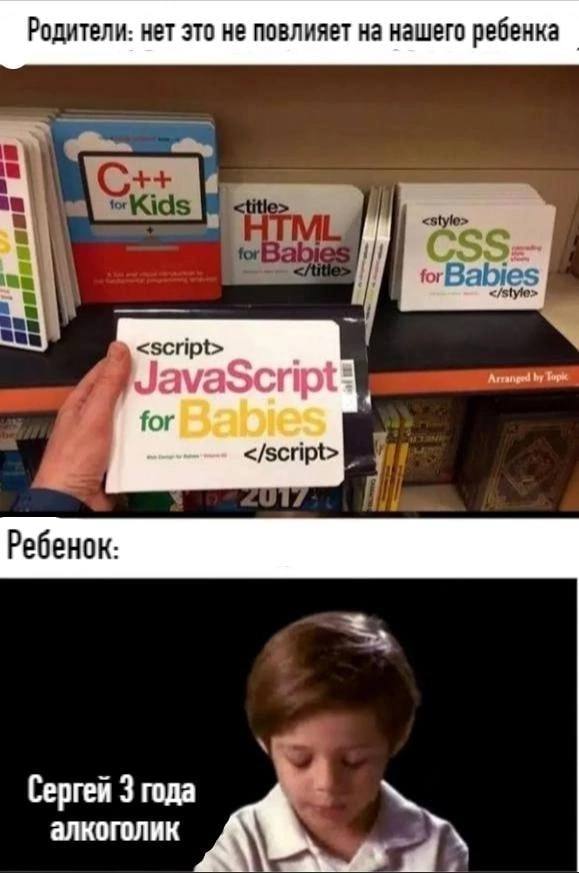 Родители: нет это не повлияет на нашего ребенка
C++
for Kids
<title>
HTML
for Babies
</title>
<style>
CSS
for Babies
</style>
Arranged by Topic
<script>
JavaScript
for Babies
</script>
2017
Ребенок:
Сергей 3 года
алкоголик